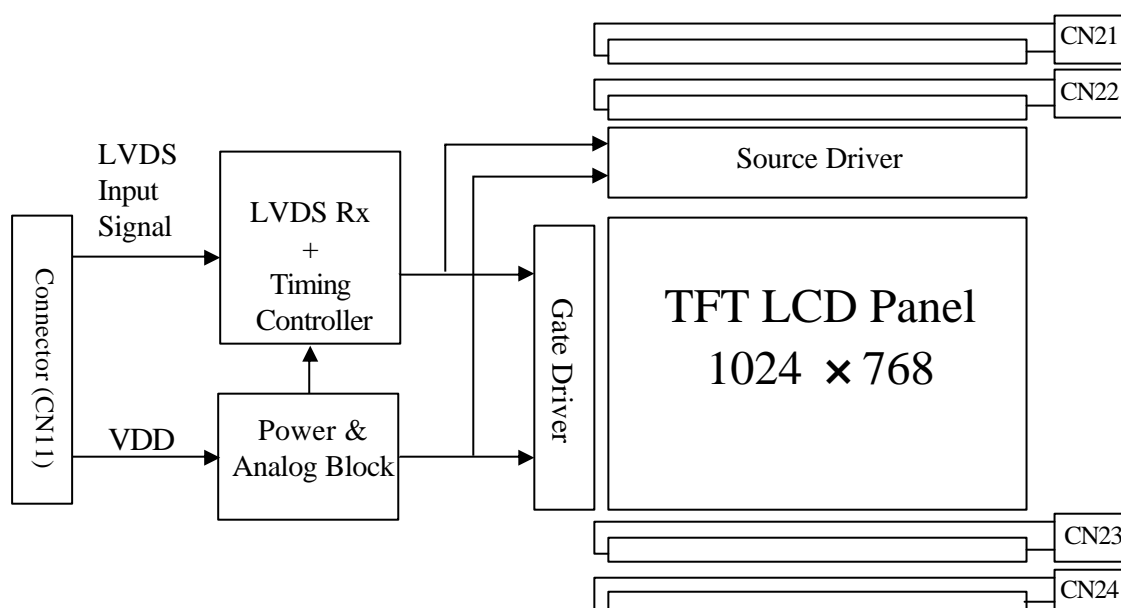 CN21
CN22
LVDS
Input
Signal
Source Driver
LVDS Rx
+
Timing
Controller
Connector (CN11)
Gate Driver
TFT LCD Panel
1024 × 768
VDD
Power &
Analog Block
CN23
CN24